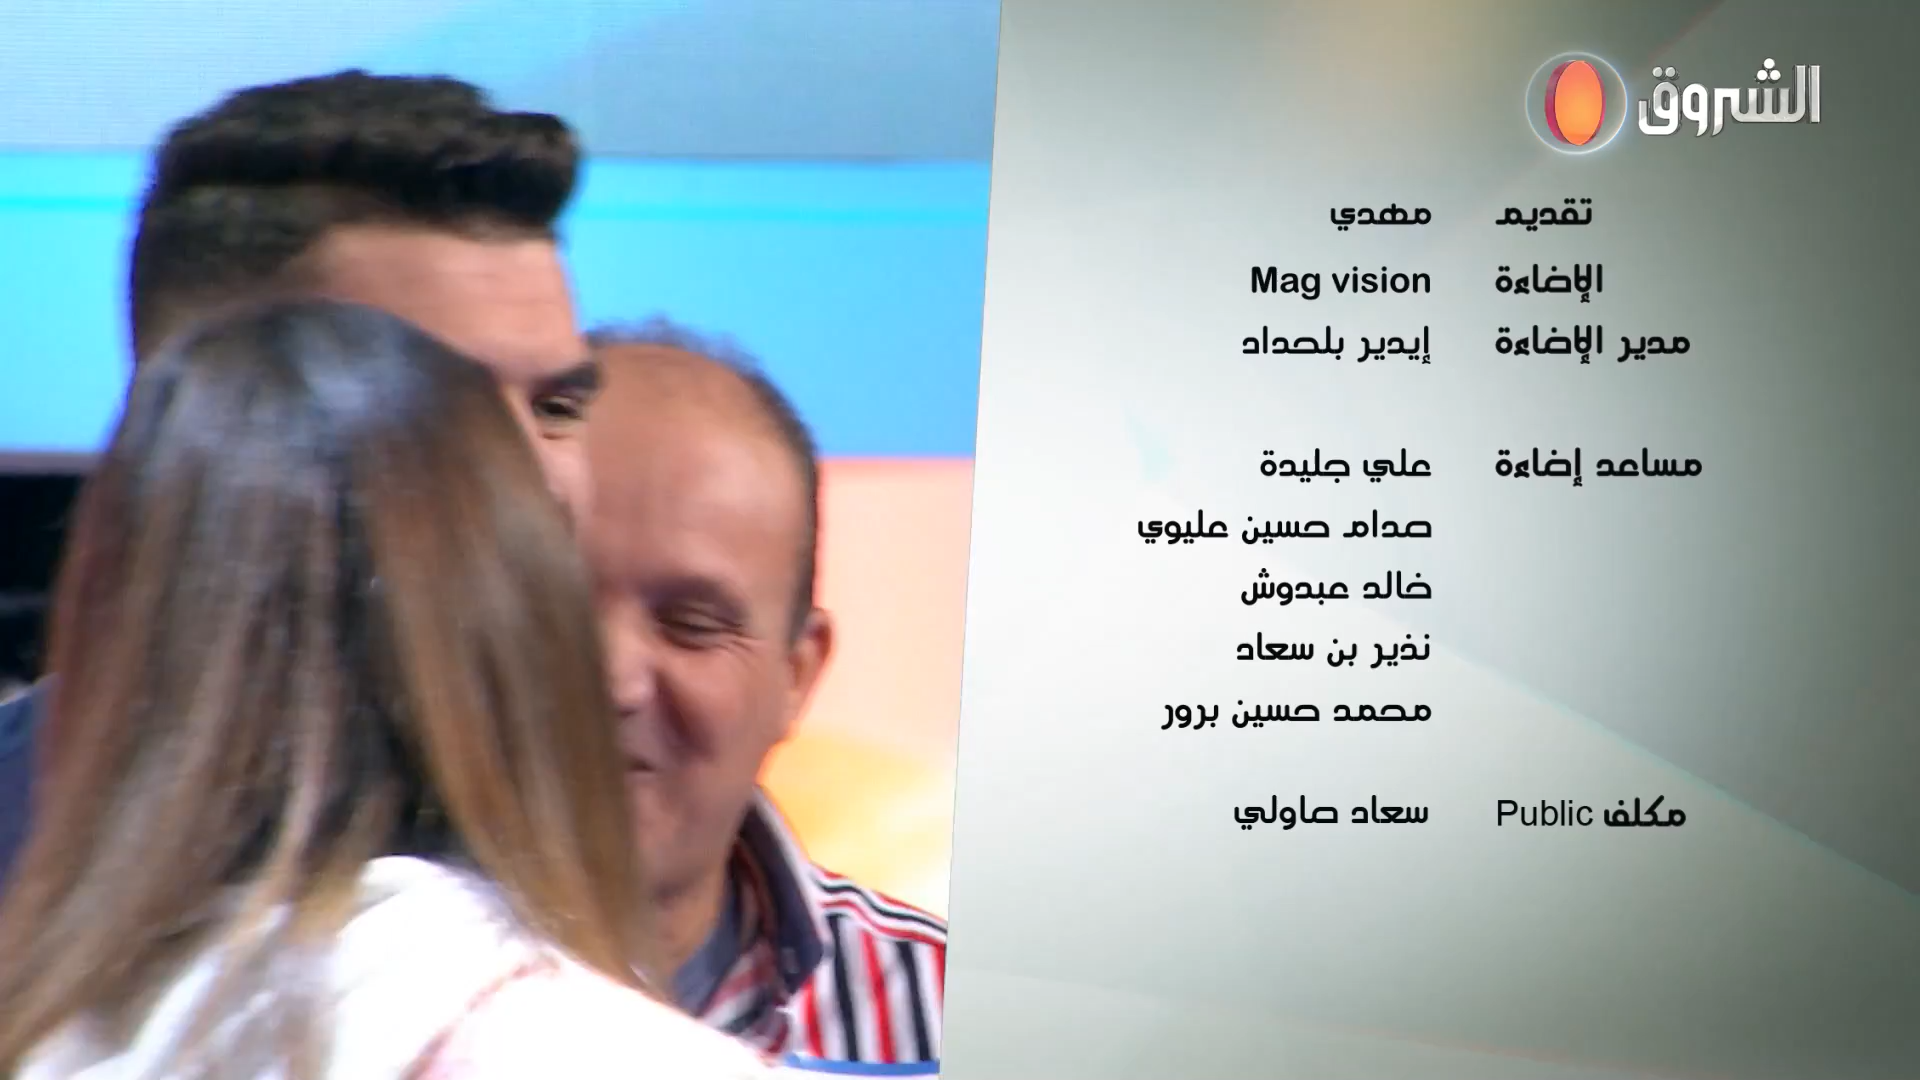 الشروق
تقديم مهدي
الإضاءة Mag vision
مدير الإضاءة إيدير بلحداد
مساعد إضاءة علي جليدة
صدام حسين عليوي
خالد عبدوش
نذير بن سعاد
محمد حسين برور
مكلف Public سعاد صاولي